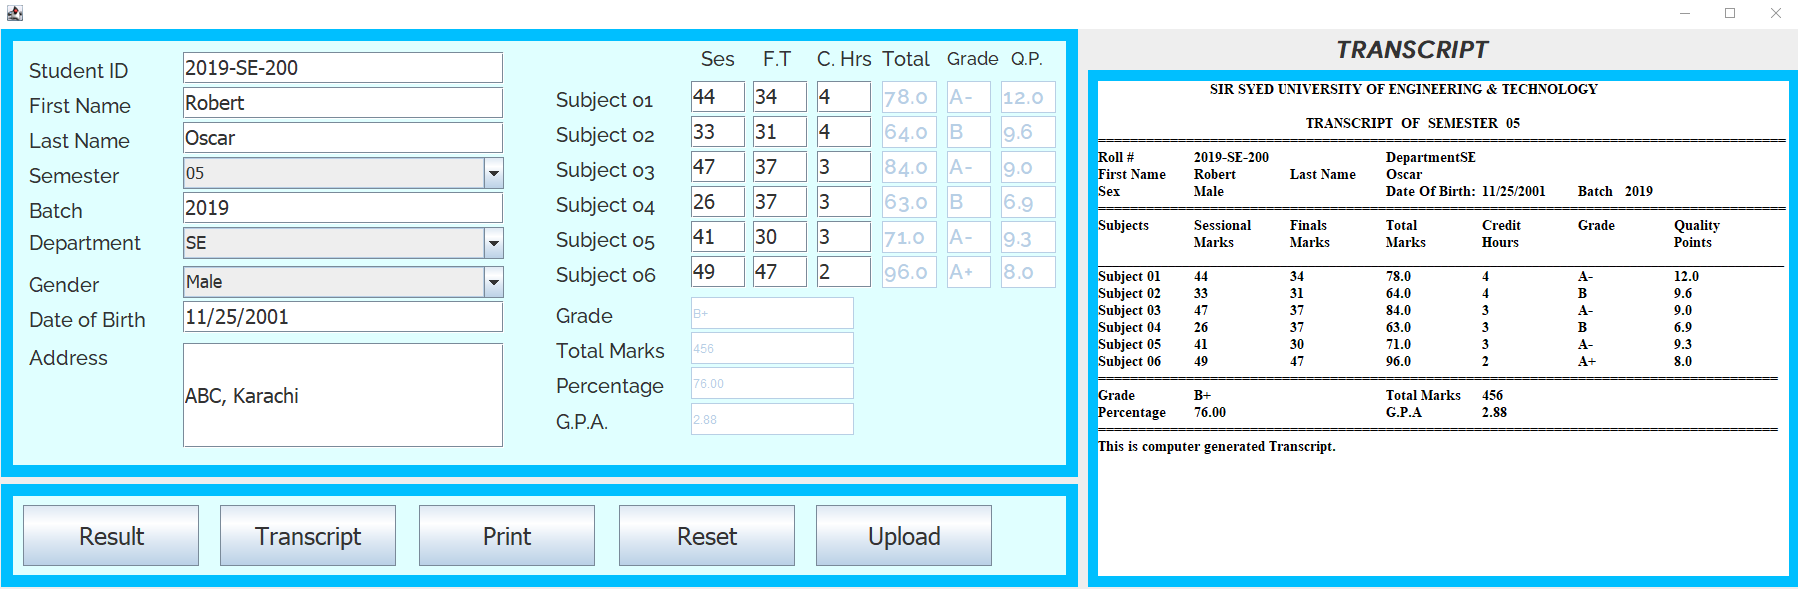 Student ID 2019-SE-200
First Name Robert
Last Name Oscar
Semester 05
Batch 2019
Department SE
Gender Male
Date of Birth 11/25/2001
Address ABC, Karachi
Ses F.T C. Hrs Total Grade Q.P.
Subject 01 44 34 4 78.0 A- 12.0
Subject 02 33 31 4 64.0 B 9.6
Subject 03 47 37 3 84.0 A- 9.0
Subject 04 26 37 3 63.0 B 6.9
Subject 05 41 30 3 71.0 A- 9.3
Subject 06 49 47 2 96.0 A+ 8.0
Grade B+
Total Marks 456
Percentage 76.00
G.P.A. 2.88
Result Transcript Print Reset Upload
TRANSCRIPT
SIR SYED UNIVERSITY OF ENGINEERING & TECHNOLOGY
TRANSCRIPT OF SEMESTER 05
Roll # 2019-SE-200 DepartmentSE
First Name Robert Last Name Oscar
Sex Male Date Of Birth: 11/25/2001 Batch 2019
Subjects Sessional Finals Total Credit Grade Quality
Marks Marks Marks Hours Points
Subject 01 44 34 78.0 4 A- 12.0
Subject 02 33 31 64.0 4 B 9.6
Subject 03 47 37 84.0 3 A- 9.0
Subject 04 26 37 63.0 3 B 6.9
Subject 05 41 30 71.0 3 A- 9.3
Subject 06 49 47 96.0 2 A+ 8.0
Grade B+ Total Marks 456
Percentage 76.00 G.P.A 2.88
This is computer generated Transcript.